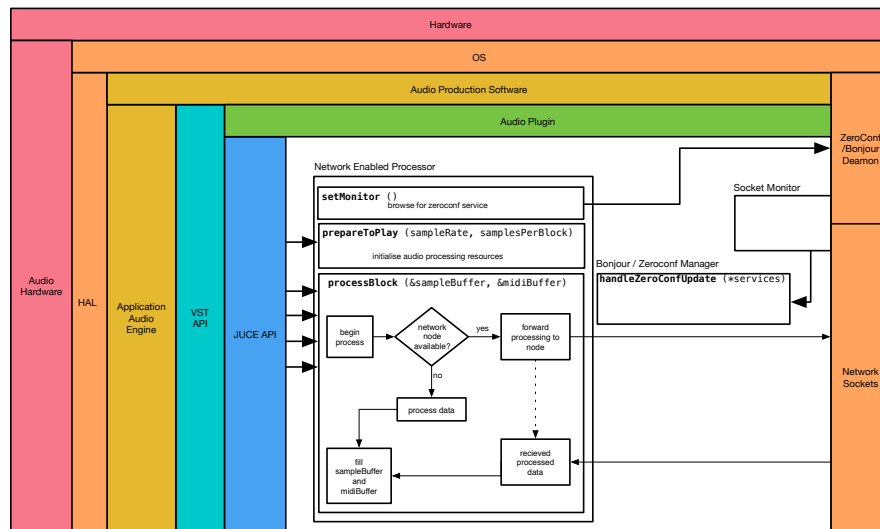 Hardware
OS
Audio Production Software
Audio Plugin
ZeroConf
/Bonjour
Deamon
Network Enabled Processor
setMonitor ()
browse for zeroconf service
Socket Monitor
prepareToPlay (sampleRate, samplesPerBlock)
initialise audio processing resources
Bonjour / Zeroconf Manager
handleZeroConfUpdate (*services)
processBlock (&sampleBuffer, &midiBuffer)
Audio
Hardware
HAL
Application
Audio
Engine
VST
API
JUCE API
begin
process
network
node
available?
yes
forward
processing to
node
no
process data
Network
Sockets
fill
sampleBuffer
and
midiBuffer
recieved
processed
data